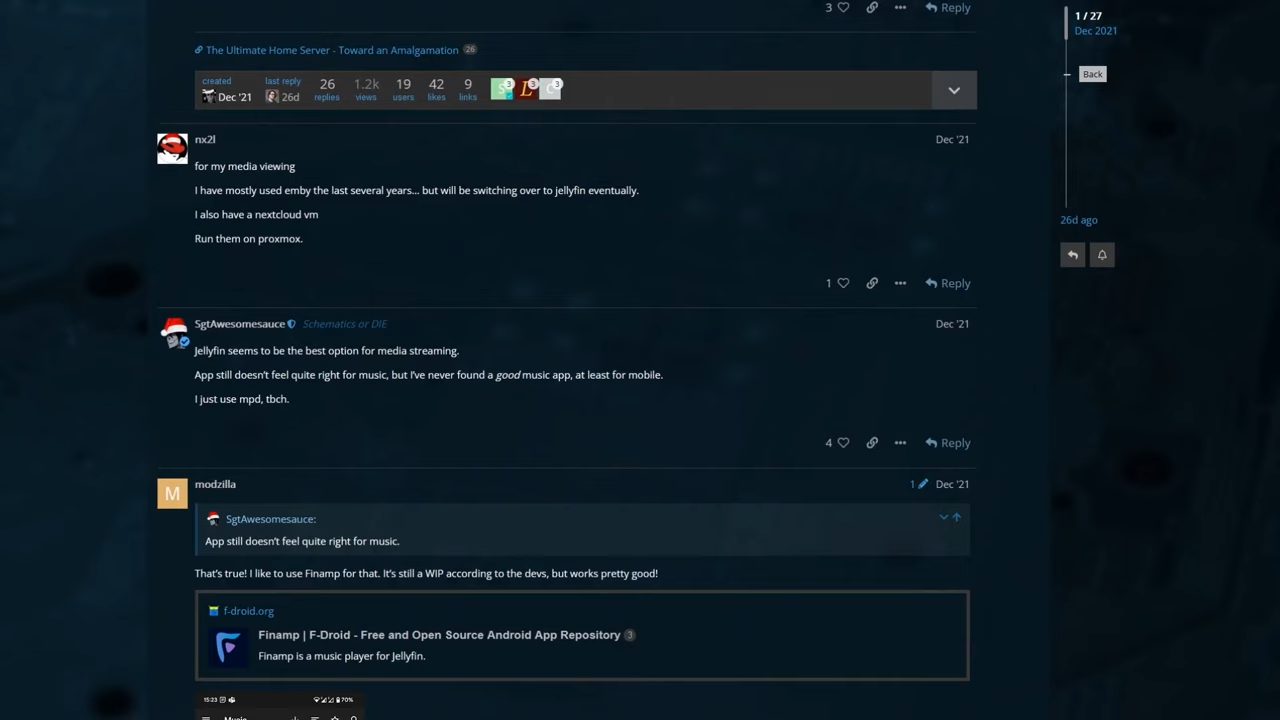 3 Reply
1 / 27
Dec 2021
The Ultimate Home Server - Toward an Amalgamation 26
Back
created last reply 26 1.2k 19 42 9
Dec '21 26d replies views users likes links
3 L 3 3
nx2l Dec '21
for my media viewing
I have mostly used emby the last several years... but will be switching over to jellyfin eventually.
I also have a nextcloud vm
26d ago
Run them on proxmox.
1 Reply
SgtAwesomesauce Schematics or DIE Dec '21
Jellyfin seems to be the best option for media streaming.
App still doesn't feel quite right for music, but I've never found a good music app, at least for mobile.
I just use mpd, tbch.
4 Reply
modzilla 1 Dec '21
M
SgtAwesomesauce:
App still doesn't feel quite right for music.
That's true! I like to use Finamp for that. It's still a WIP according to the devs, but works pretty good!
f-droid.org
Finamp | F-Droid - Free and Open Source Android App Repository 3
Finamp is a music player for Jellyfin.
15:23 70%
Music